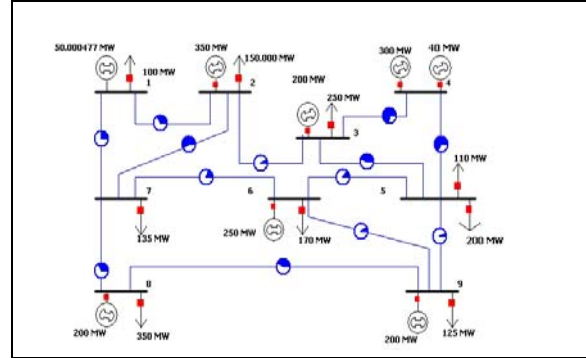 50.000477 MW
350 MW
150.000 MW
300 MW
40 MW
100 MW
1
2
200 MW
250 MW
4
3
110 MW
7
6
5
135 MW
250 MW
170 MW
200 MW
8
9
200 MW
350 MW
200 MW
125 MW